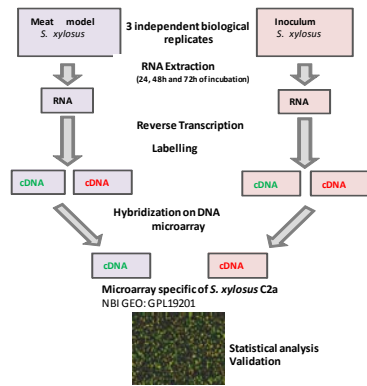 Meat model
S. xylosus
3 independent biological
replicates
Inoculum
S. xylosus
RNA Extraction
(24, 48h and 72h of incubation)
RNA
RNA
Reverse Transcription
Labelling
cDNA
cDNA
cDNA
cDNA
Hybridization on DNA
microarray
cDNA
cDNA
Microarray specific of S. xylosus C2a
NBI GEO: GPL19201
Statistical analysis
Validation